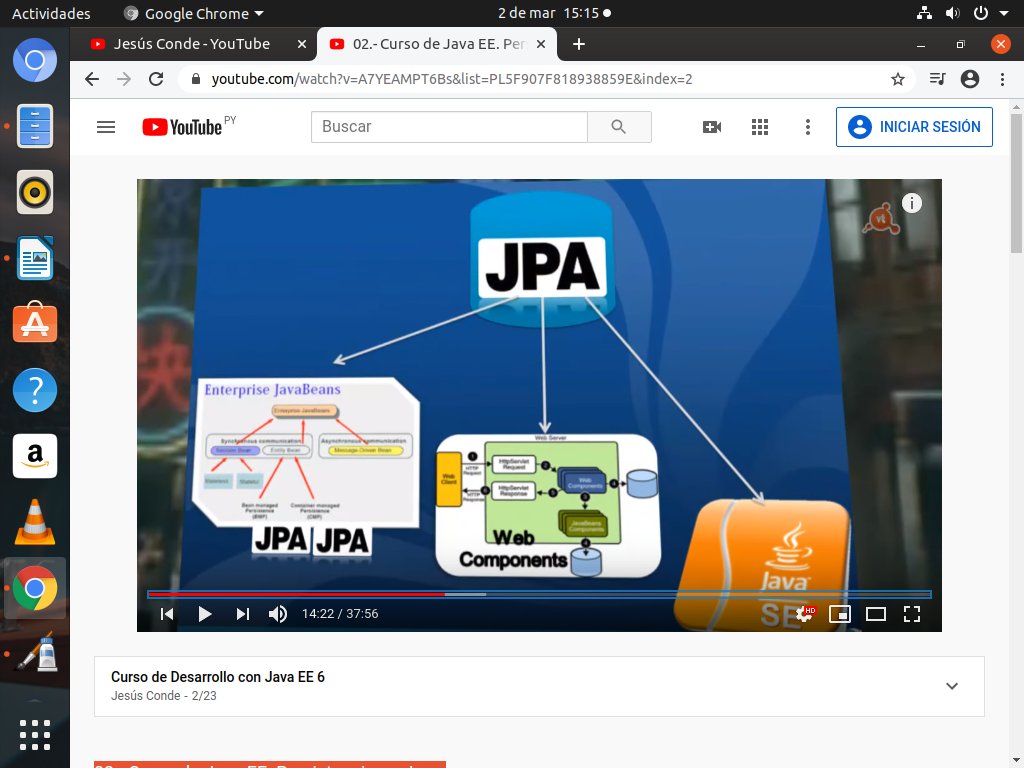 Actividades
Google Chrome
2 de mar 15:15
Jesús Conde - YouTube
02.- Curso de Java EE. Per
youtube.com/watch?v=A7YEAMPT6Bs&list=PL5F907F818938859E&index=2
YouTube PY
Buscar
INICIAR SESIÓN
JPA
vt
Enterprise JavaBeans
Enterprise JavaBeans
Synchronous communication
Asynchronous communication
Session Bean
Entity Bean
Message-Driven Bean
Stateless
Stateful
Bean managed
Persistence
(BMP)
Container managed
Persistence
(CMP)
JPA
JPA
Web Server
Web
Client
HTTP
Request
HttpServlet
Request
HTTP
Response
HttpServlet
Response
Web
Components
JavaBeans
Components
Web
Components
Java
SE
14:22 / 37:56
HD
Curso de Desarrollo con Java EE 6
Jesús Conde - 2/23